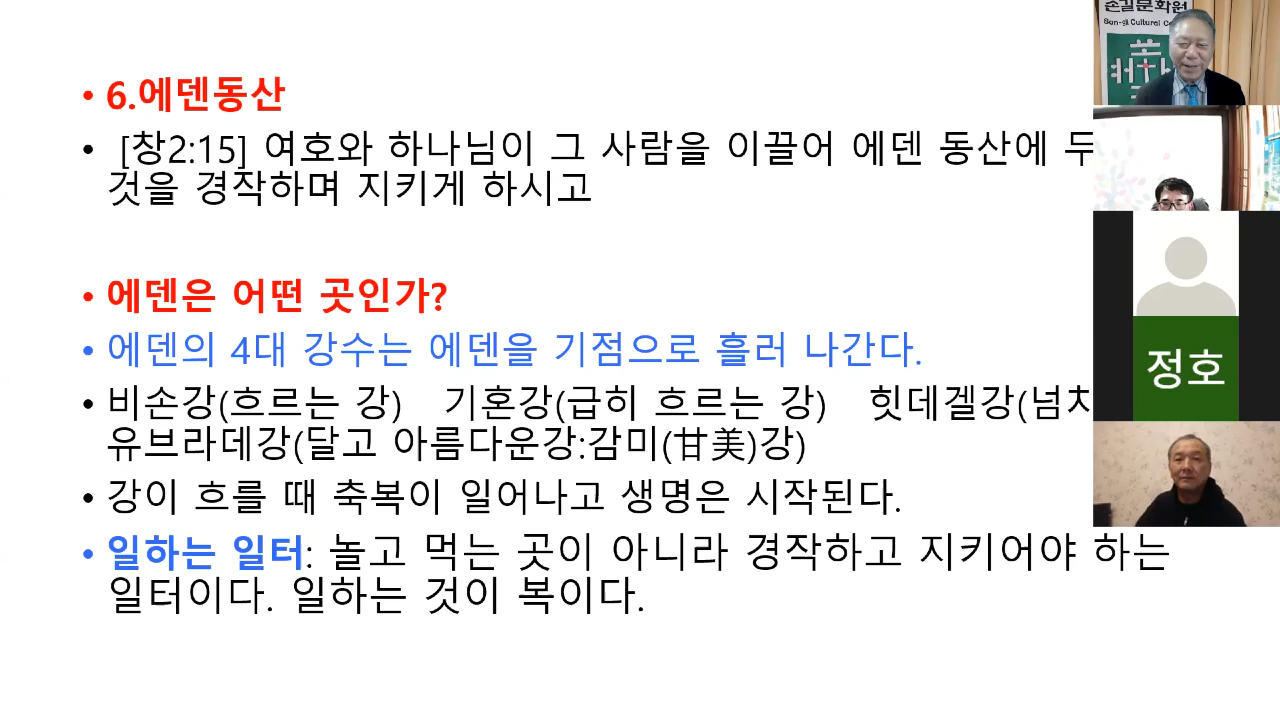 6.에덴동산
[창2:15] 여호와 하나님이 그 사람을 이끌어 에덴 동산에 두
것을 경작하며 지키게 하시고
에덴은 어떤 곳인가?
에덴의 4대 강수는 에덴을 기점으로 흘러 나간다.
비손강(흐르는 강) 기혼강(급히 흐르는 강) 힛데겔강(넘치
유브라데강(달고 아름다운강:감미(甘美)강)
강이 흐를 때 축복이 일어나고 생명은 시작된다.
일하는 일터: 놀고 먹는 곳이 아니라 경작하고 지키어야 하는
일터이다. 일하는 것이 복이다.
손길문화원
정호